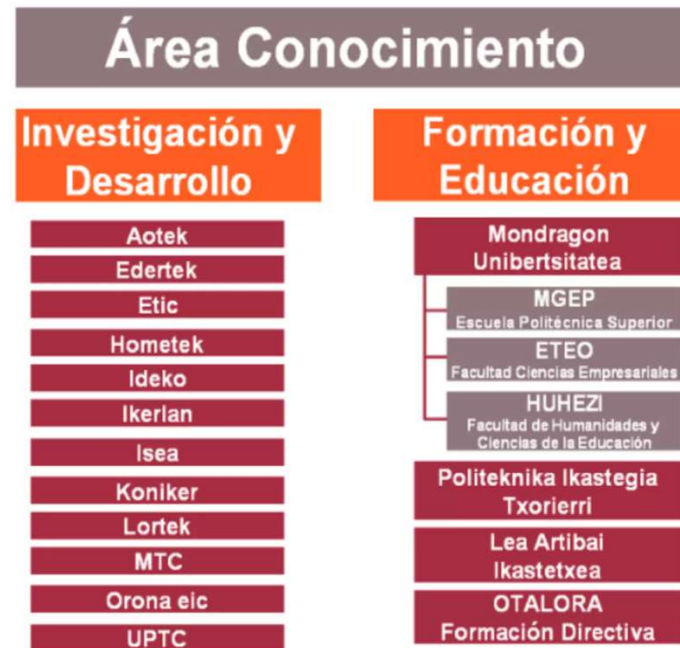 Área Conocimiento
Investigación y
Desarrollo
Aotek
Edertek
Etic
Hometek
Ideko
Ikerlan
Isea
Koniker
Lortek
MTC
Orona eic
UPTC
Formación y
Educación
Mondragon
Unibertsitatea
MGEP
Escuela Politécnica Superior
ETEO
Facultad Ciencias Empresariales
HUHEZI
Facultad de Humanidades y
Ciencias de la Educación
Politeknika Ikastegia
Txorierri
Lea Artibai
Ikastetxea
OTALORA
Formación Directiva